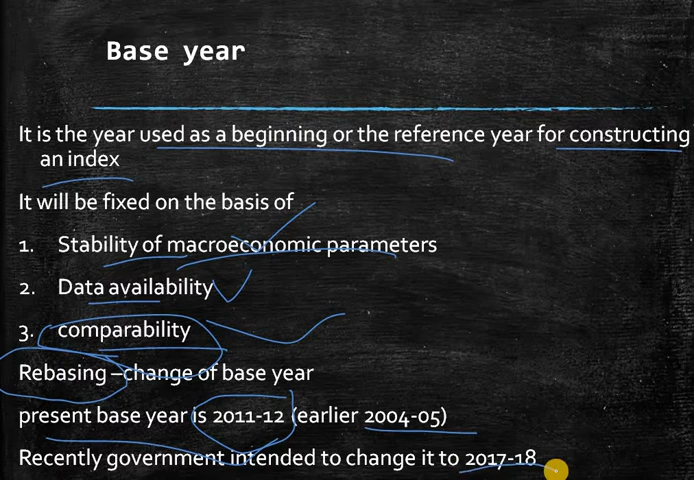 Base year
It is the year used as a beginning or the reference year for constructing
an index
It will be fixed on the basis of
1. Stability of macroeconomic parameters
2. Data availability
3. comparability
Rebasing –change of base year
present base year is 2011-12 (earlier 2004-05)
Recently government intended to change it to 2017-18